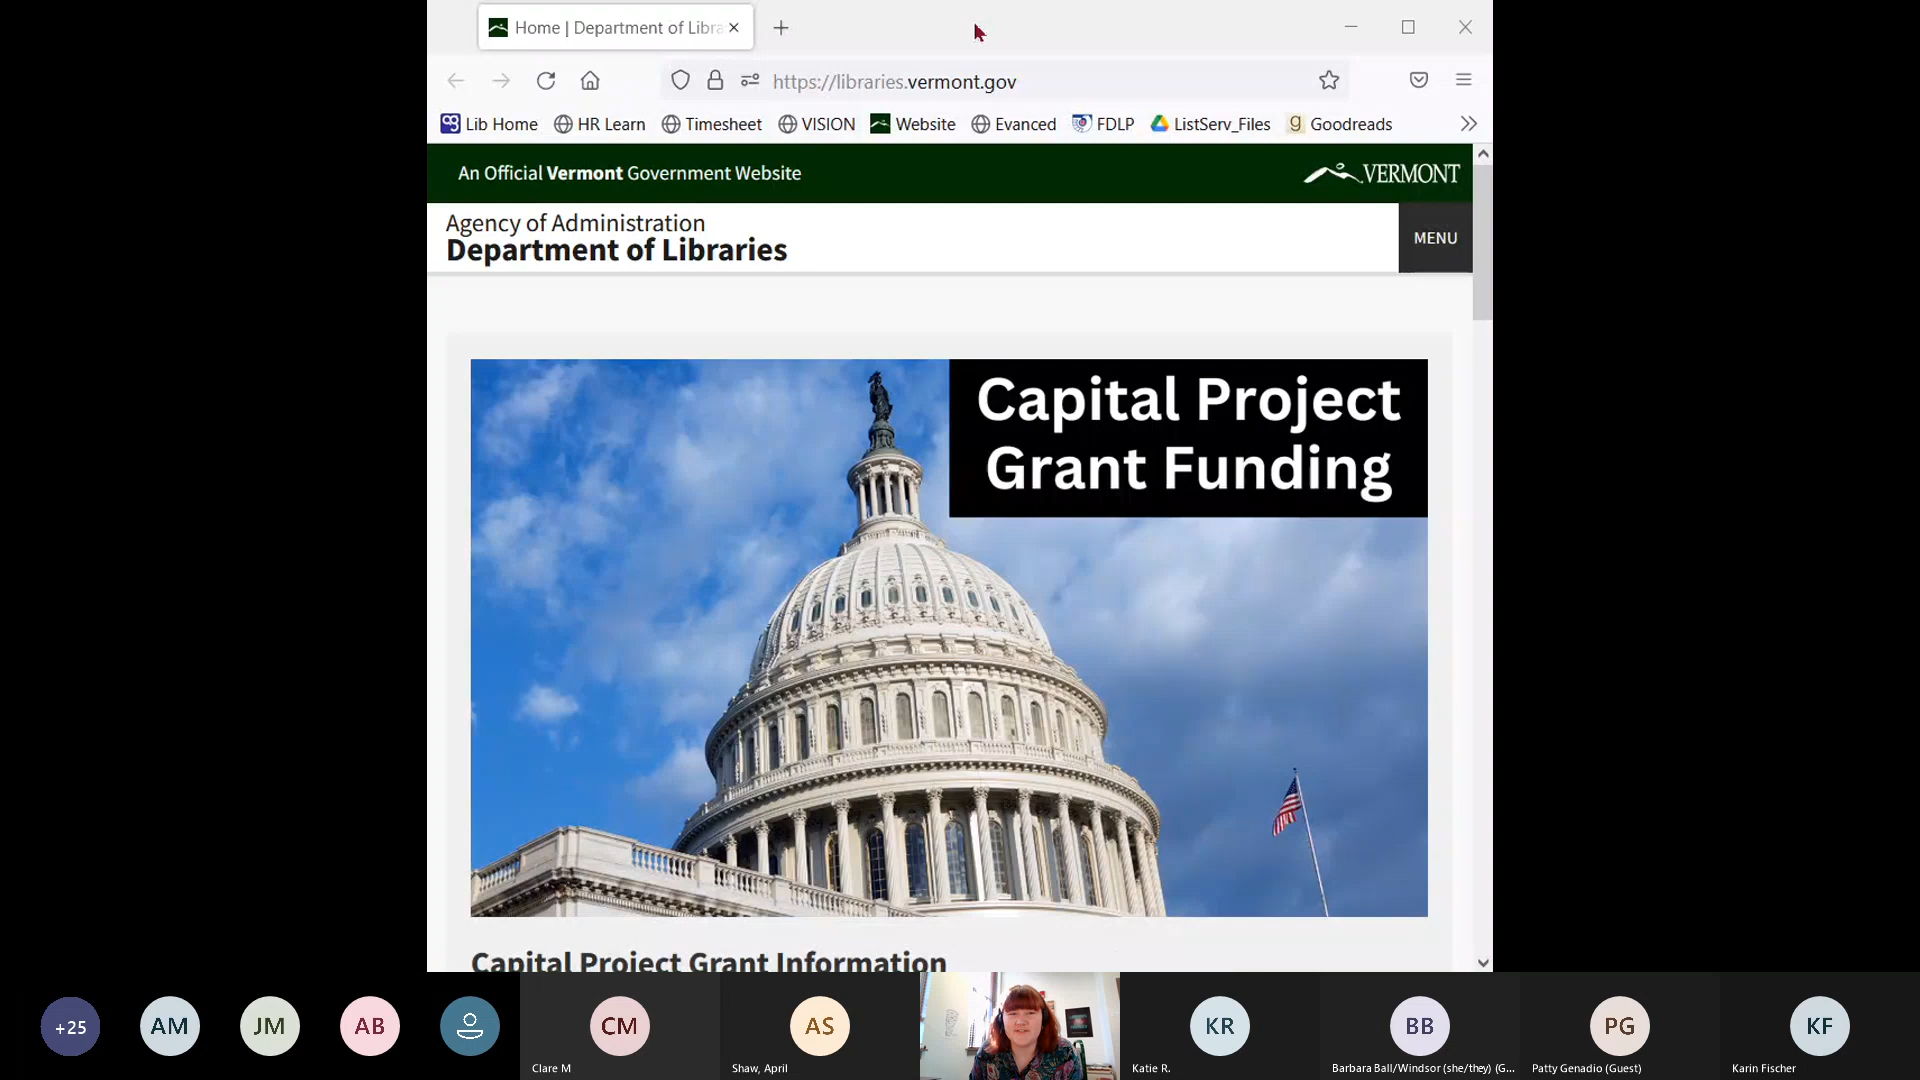 Home | Department of Libra
https://libraries.vermont.gov
Lib Home HR Learn Timesheet VISION Website Evanced FDLP ListServ_Files Goodreads
An Official Vermont Government Website
VERMONT
Agency of Administration
Department of Libraries
MENU
Capital Project
Grant Funding
Capital Project Grant Information
+25 AM JM AB CM AS KR BB PG KF
Clare M Shaw, April Katie R. Barbara Ball/Windsor (she/they) (G... Patty Genadio (Guest) Karin Fischer